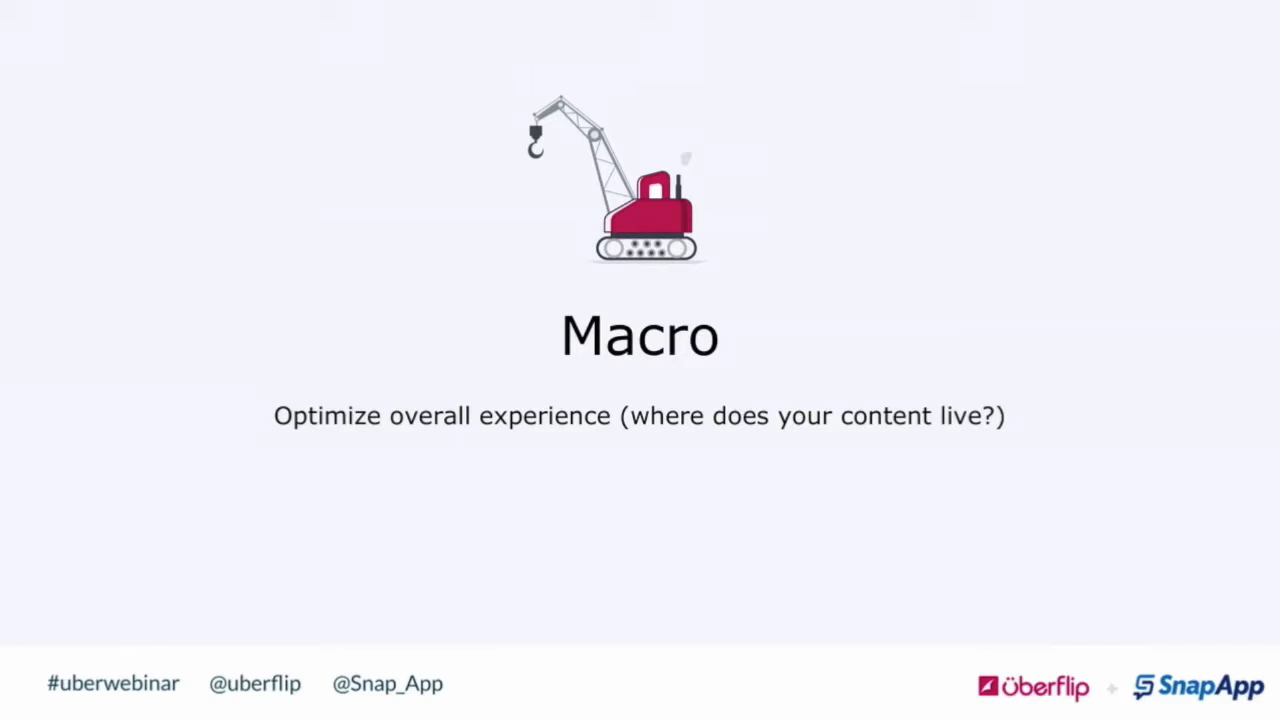 Macro
Optimize overall experience (where does your content live?)
#uberwebinar @uberflip @Snap_App
überflip + SnapApp